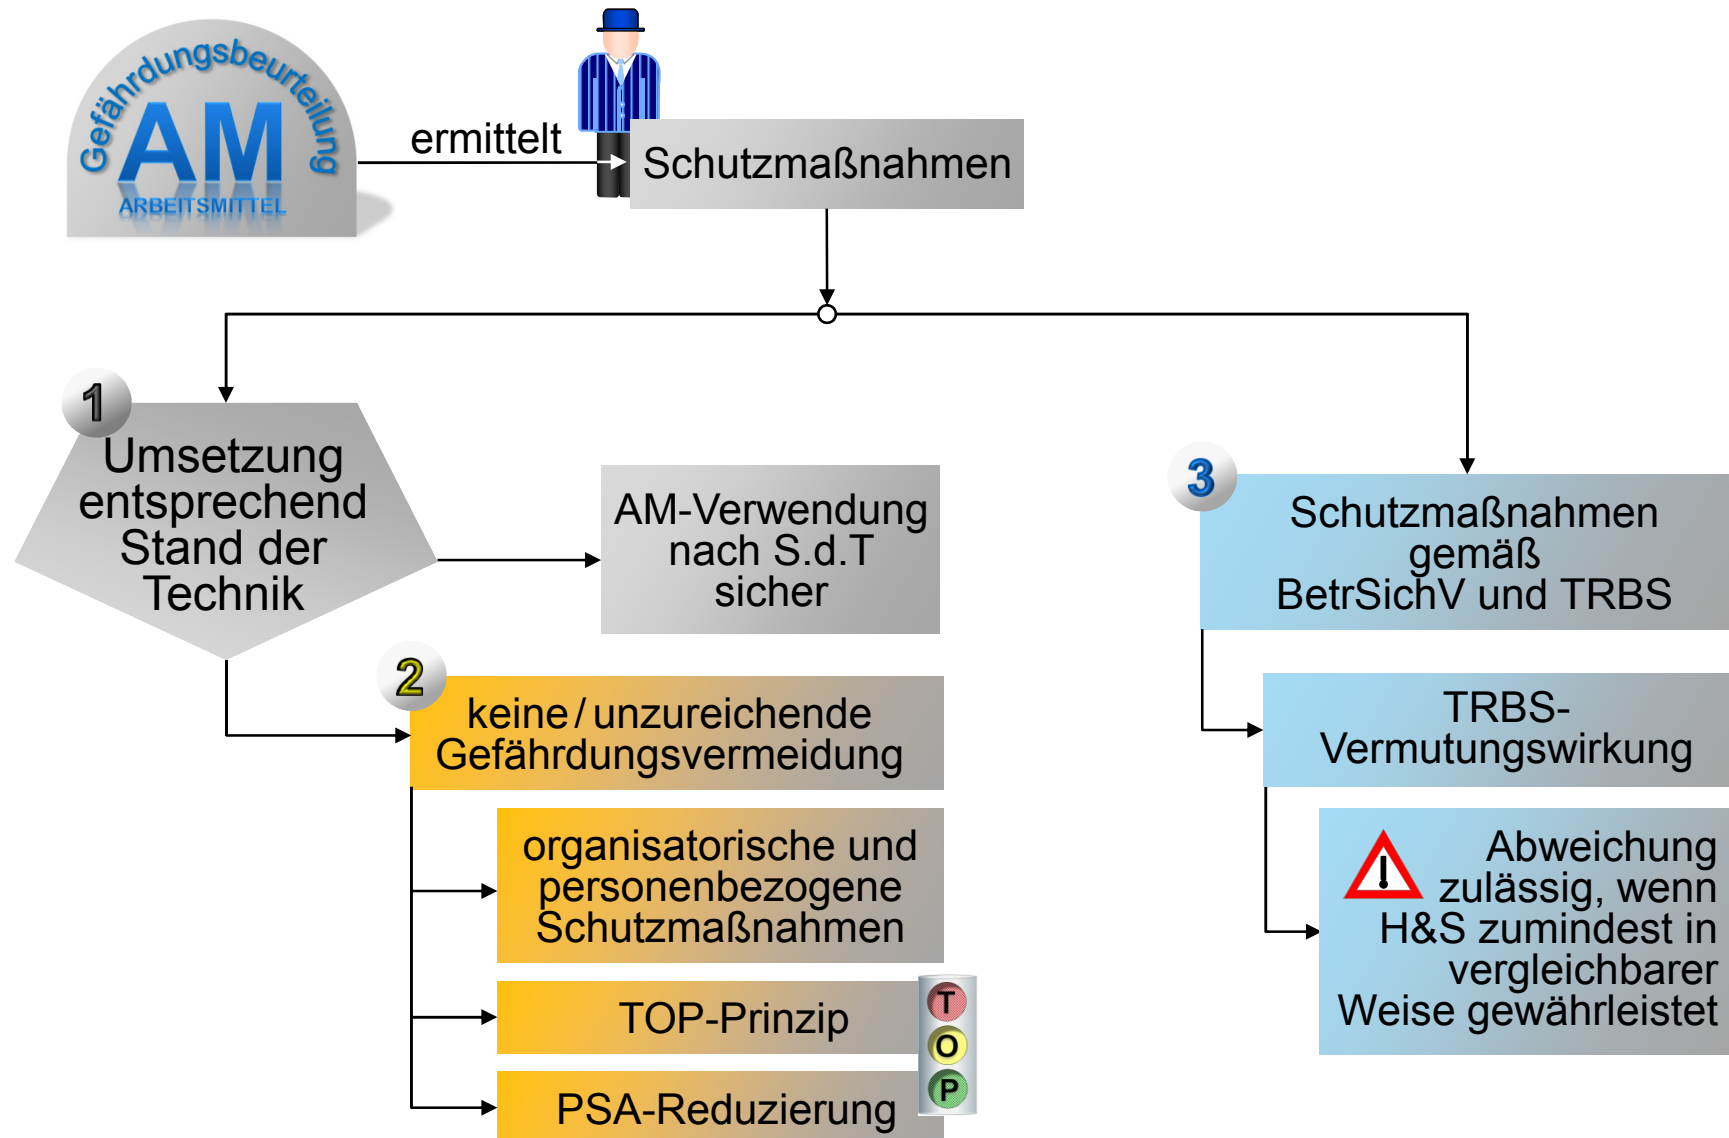 Gefährdungsbeurteilung
AM
ARBEITSMITTEL
ermittelt
Schutzmaßnahmen
1
Umsetzung
entsprechend
Stand der
Technik
AM-Verwendung
nach S.d.T
sicher
2
keine/unzureichende
Gefährdungsvermeidung
organisatorische und
personenbezogene
Schutzmaßnahmen
TOP-Prinzip
T
O
P
PSA-Reduzierung
3
Schutzmaßnahmen
gemäß
BetrSichV und TRBS
TRBS-
Vermutungswirkung
!
Abweichung
zulässig, wenn
H&S zumindest in
vergleichbarer
Weise gewährleistet